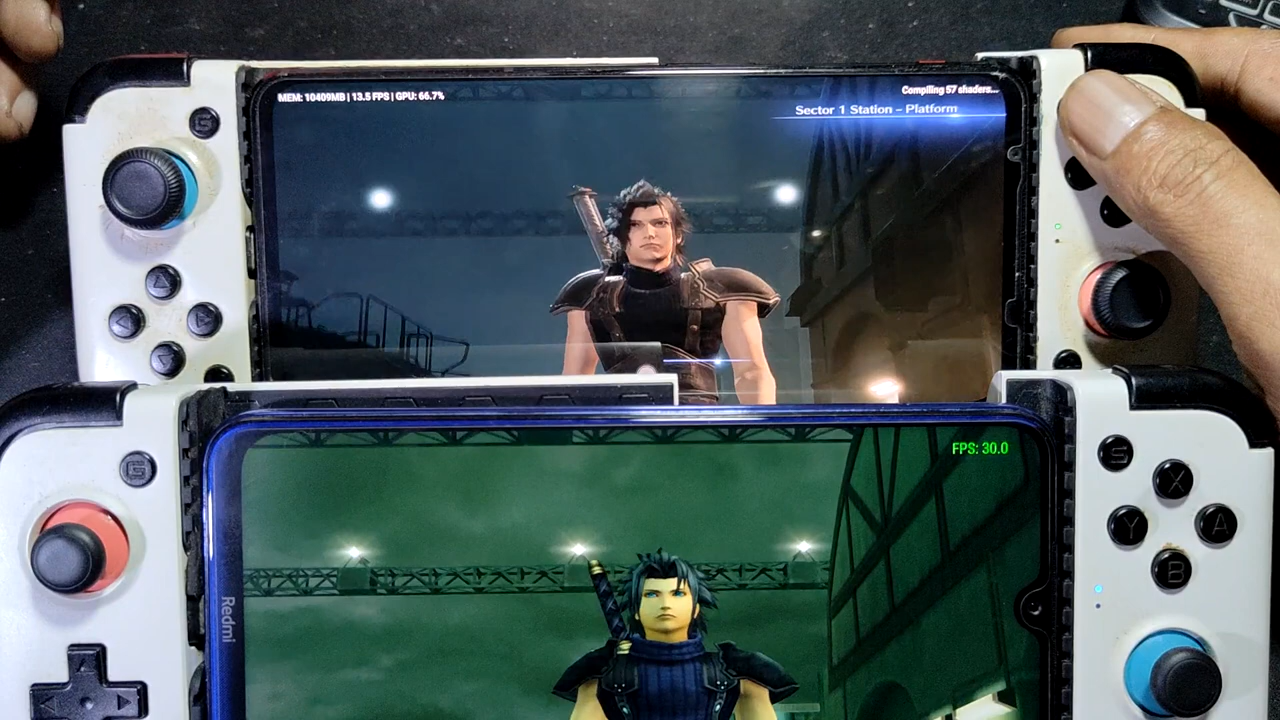 MEM: 10409MB | 13.5 FPS | GPU: 66.7%
Compiling 57 shaders...
Sector 1 Station – Platform
FPS: 30.0
G
S
X
Y
A
B
Redmi